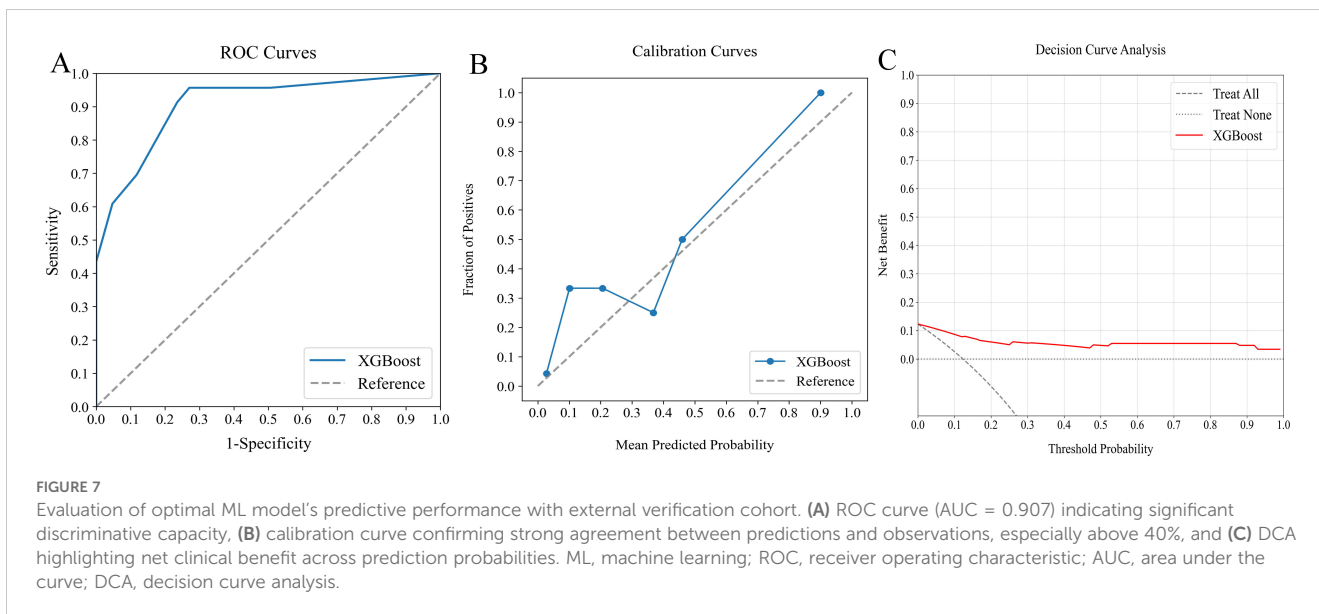 A
ROC Curves
1.0
0.9
0.8
0.7
0.6
0.5
0.4
0.3
0.2
0.1
0.0
Sensitivity
XGBoost
Reference
0.0 0.1 0.2 0.3 0.4 0.5 0.6 0.7 0.8 0.9 1.0
1-Specificity
B
Calibration Curves
1.0
0.9
0.8
0.7
0.6
0.5
0.4
0.3
0.2
0.1
0.0
Fraction of Positives
XGBoost
Reference
0.0 0.1 0.2 0.3 0.4 0.5 0.6 0.7 0.8 0.9 1.0
Mean Predicted Probability
C
Decision Curve Analysis
1.0
0.9
0.8
0.7
0.6
0.5
0.4
0.3
0.2
0.1
0.0
Net Benefit
Treat All
Treat None
XGBoost
0.0 0.1 0.2 0.3 0.4 0.5 0.6 0.7 0.8 0.9 1.0
Threshold Probability
FIGURE 7
Evaluation of optimal ML model's predictive performance with external verification cohort. (A) ROC curve (AUC = 0.907) indicating significant
discriminative capacity, (B) calibration curve confirming strong agreement between predictions and observations, especially above 40%, and (C) DCA
highlighting net clinical benefit across prediction probabilities. ML, machine learning; ROC, receiver operating characteristic; AUC, area under the
curve; DCA, decision curve analysis.